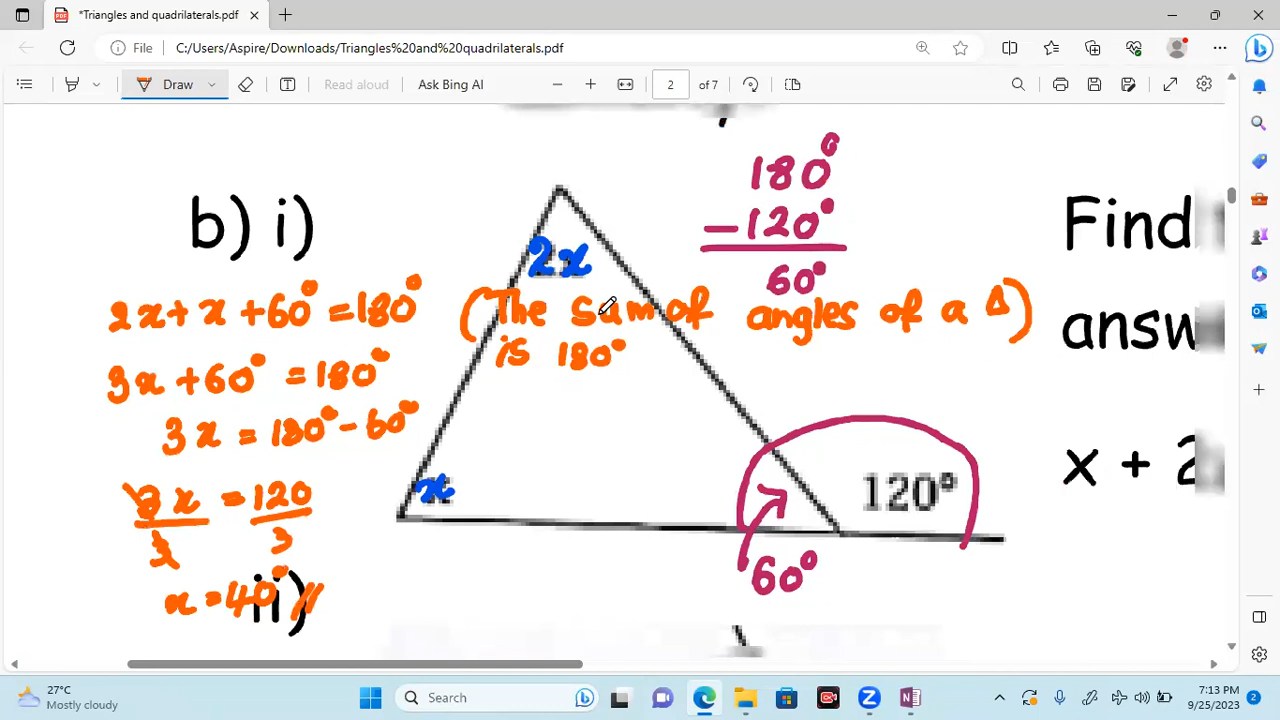 *Triangles and quadrilaterals.pdf
File C:/Users/Aspire/Downloads/Triangles%20and%20quadrilaterals.pdf
Draw Read aloud Ask Bing AI 2 of 7
180°
b) i) −120° Find
2x 60°
2x + x + 60° = 180° (The sum of angles of a Δ) answ
is 180°
3x + 60° = 180°
3x = 180° − 60°
x + 2
x 120°
3x = 120
3 3
60°
x = 40° //
ii)
27°C
Mostly cloudy
Search
7:13 PM
9/25/2023
2